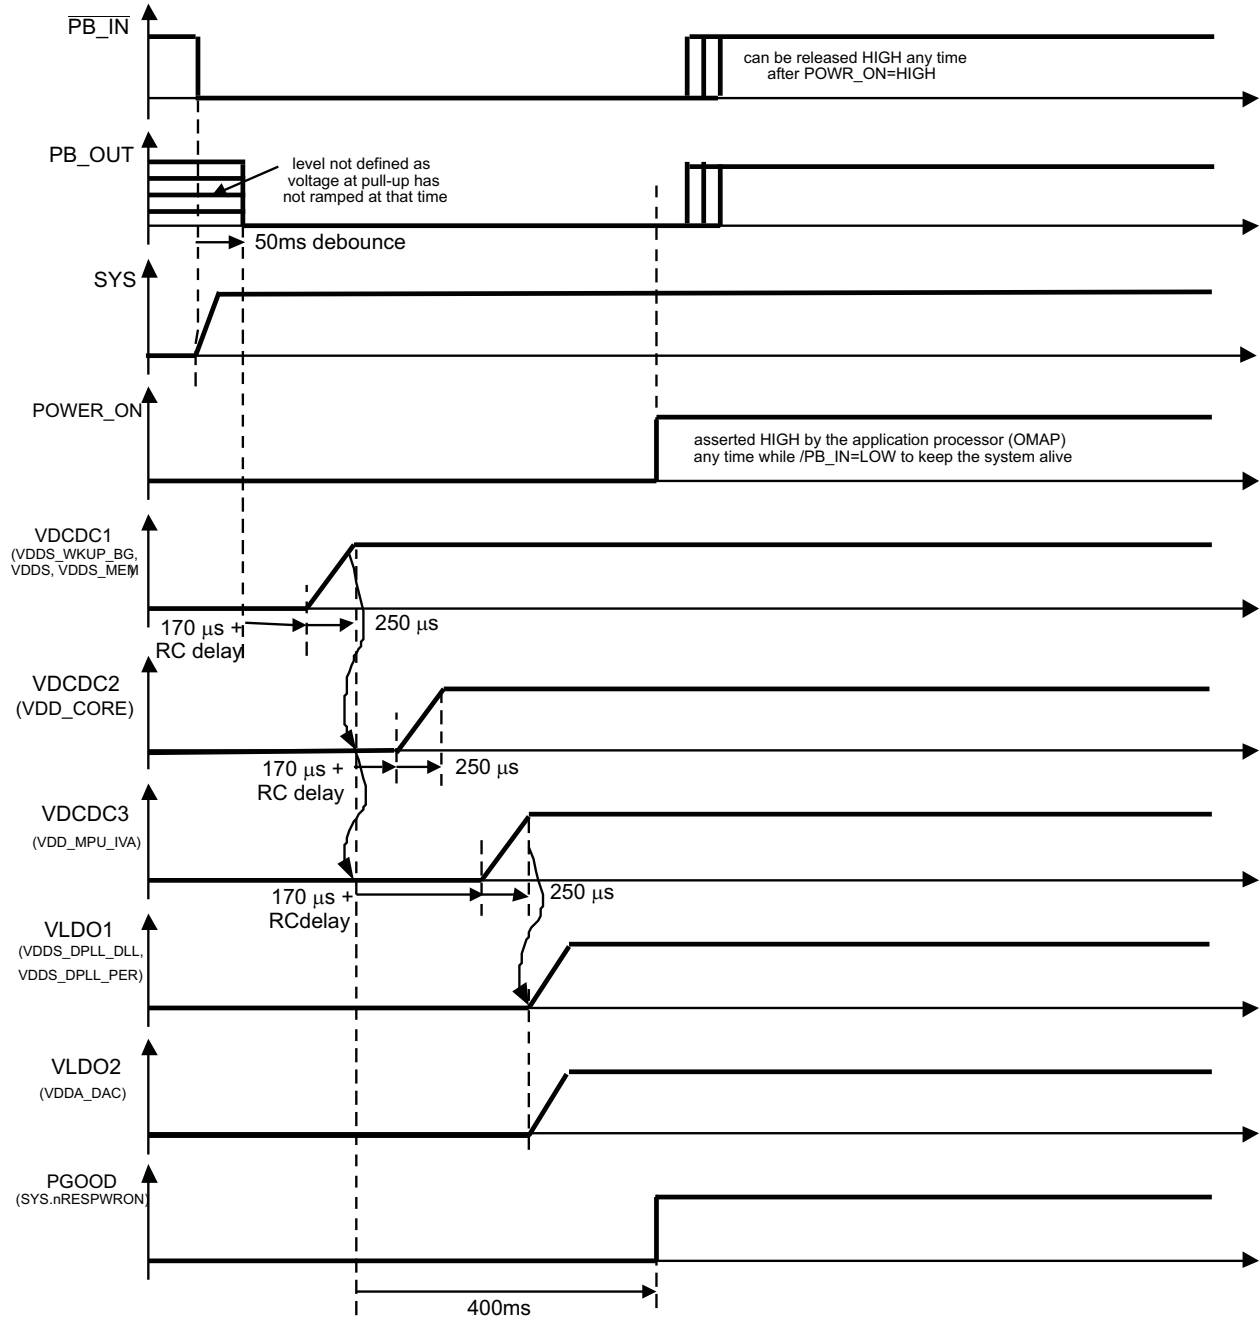 PB_IN
can be released HIGH any time
after POWR_ON=HIGH
PB_OUT
level not defined as
voltage at pull-up has
not ramped at that time
50ms debounce
SYS
POWER_ON
asserted HIGH by the application processor (OMAP)
any time while /PB_IN=LOW to keep the system alive
VDCDC1
(VDDS_WKUP_BG,
VDDS, VDDS_MEM)
170 μs +
RC delay
250 μs
VDCDC2
(VDD_CORE)
170 μs +
RC delay
250 μs
VDCDC3
(VDD_MPU_IVA)
170 μs +
RCdelay
250 μs
VLDO1
(VDDS_DPLL_DLL,
VDDS_DPLL_PER)
VLDO2
(VDDA_DAC)
PGOOD
(SYS.nRESPWRON)
400ms